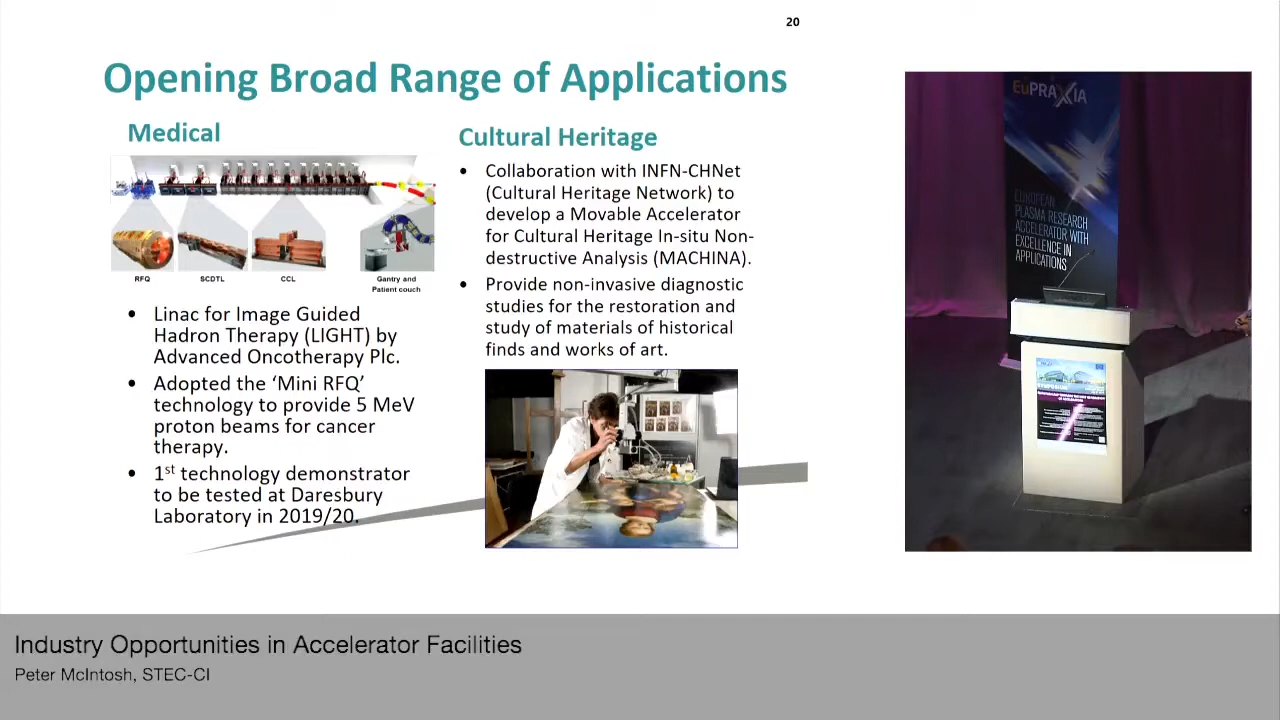 20
Opening Broad Range of Applications
Medical
RFQ
SCDTL
CCL
Gantry and
Patient couch
• Linac for Image Guided
Hadron Therapy (LIGHT) by
Advanced Oncotherapy Plc.
• Adopted the ‘Mini RFQ’
technology to provide 5 MeV
proton beams for cancer
therapy.
• 1st technology demonstrator
to be tested at Daresbury
Laboratory in 2019/20.
Cultural Heritage
• Collaboration with INFN-CHNet
(Cultural Heritage Network) to
develop a Movable Accelerator
for Cultural Heritage In-situ Non-
destructive Analysis (MACHINA).
• Provide non-invasive diagnostic
studies for the restoration and
study of materials of historical
finds and works of art.
EuPRAXIA
EUROPEAN
PLASMA RESEARCH
ACCELERATOR WITH
EXCELLENCE IN
APPLICATIONS
SYMPOSIUM
Industry Opportunities in Accelerator Facilities
Peter McIntosh, STEC-CI